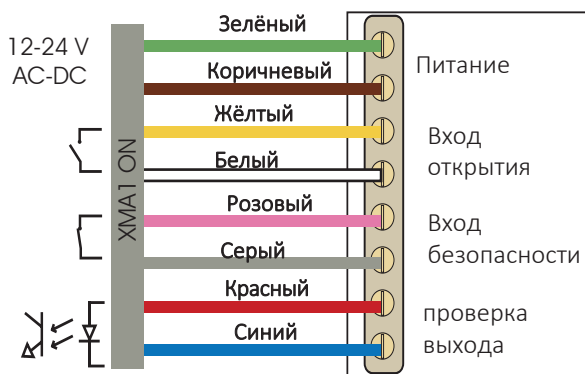 12-24 V
AC-DC
XMA1 ON
Зелёный
Коричневый
Жёлтый
Белый
Розовый
Серый
Красный
Синий
Питание
Вход
открытия
Вход
безопасности
проверка
выхода